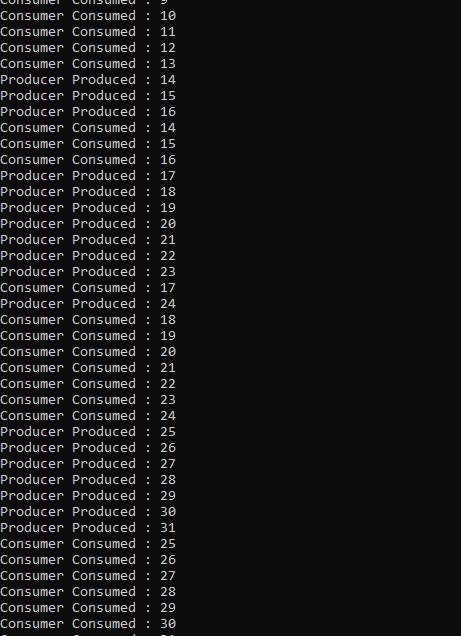 Consumer Consumed : 9
Consumer Consumed : 10
Consumer Consumed : 11
Consumer Consumed : 12
Consumer Consumed : 13
Producer Produced : 14
Producer Produced : 15
Producer Produced : 16
Consumer Consumed : 14
Consumer Consumed : 15
Consumer Consumed : 16
Producer Produced : 17
Producer Produced : 18
Producer Produced : 19
Producer Produced : 20
Producer Produced : 21
Producer Produced : 22
Producer Produced : 23
Consumer Consumed : 17
Producer Produced : 24
Consumer Consumed : 18
Consumer Consumed : 19
Consumer Consumed : 20
Consumer Consumed : 21
Consumer Consumed : 22
Consumer Consumed : 23
Consumer Consumed : 24
Producer Produced : 25
Producer Produced : 26
Producer Produced : 27
Producer Produced : 28
Producer Produced : 29
Producer Produced : 30
Producer Produced : 31
Consumer Consumed : 25
Consumer Consumed : 26
Consumer Consumed : 27
Consumer Consumed : 28
Consumer Consumed : 29
Consumer Consumed : 30